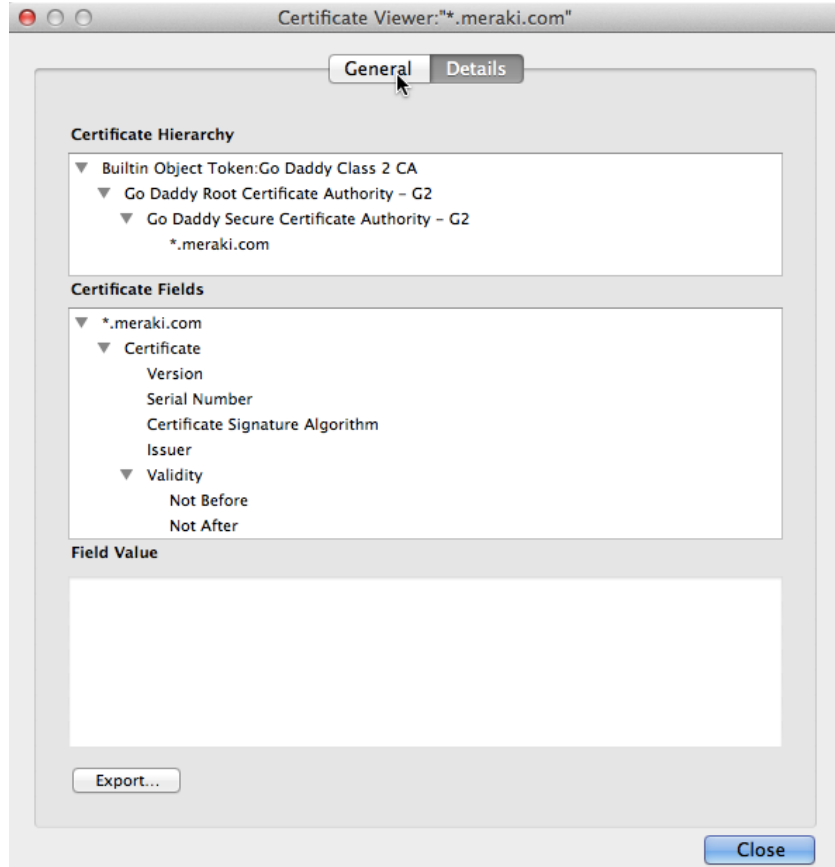 Certificate Viewer:"*.meraki.com"
General Details
Certificate Hierarchy
Builtin Object Token:Go Daddy Class 2 CA
Go Daddy Root Certificate Authority – G2
Go Daddy Secure Certificate Authority – G2
*.meraki.com
Certificate Fields
*.meraki.com
Certificate
Version
Serial Number
Certificate Signature Algorithm
Issuer
Validity
Not Before
Not After
Field Value
Export...
Close